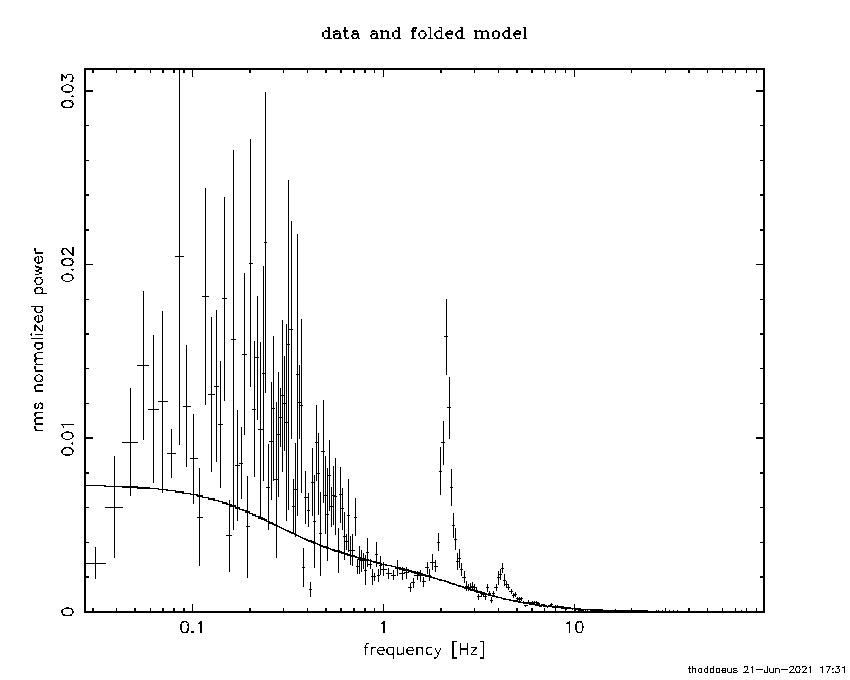 data and folded model
0.03
0.02
0.01
0
rms normalized power
0.1 1 10
frequency [Hz]
thoddaeus 21-Jun-2021 17:31